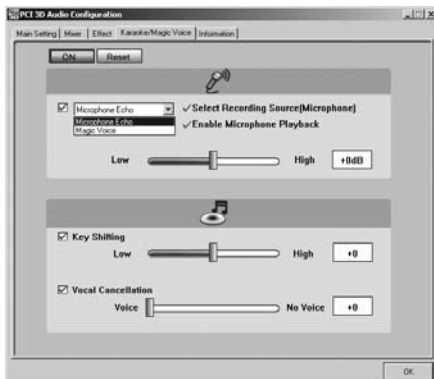 PCI 3D Audio Configuration
Main Setting Mixer Effect Karaoke/Magic Voice Information
ON Reset
Microphone Echo ✓Select Recording Source(Microphone)
Microphone Echo
Magic Voice
✓Enable Microphone Playback
Low High +0dB
Key Shifting
Low High +0
Vocal Cancellation
Voice No Voice +0
OK